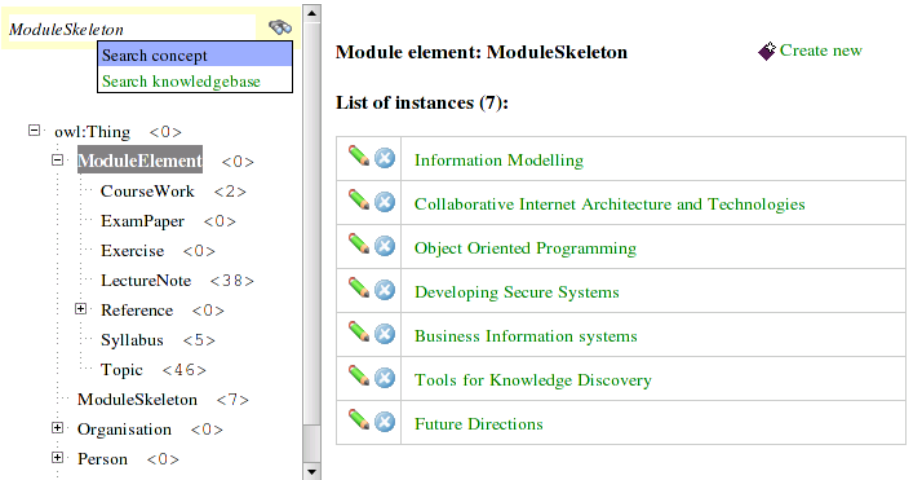 ModuleSkeleton
Search concept
Search knowledgebase
owl:Thing <0>
ModuleElement <0>
CourseWork <2>
ExamPaper <0>
Exercise <0>
LectureNote <38>
Reference <0>
Syllabus <5>
Topic <46>
ModuleSkeleton <7>
Organisation <0>
Person <0>
Module element: ModuleSkeleton
Create new
List of instances (7):
Information Modelling
Collaborative Internet Architecture and Technologies
Object Oriented Programming
Developing Secure Systems
Business Information systems
Tools for Knowledge Discovery
Future Directions